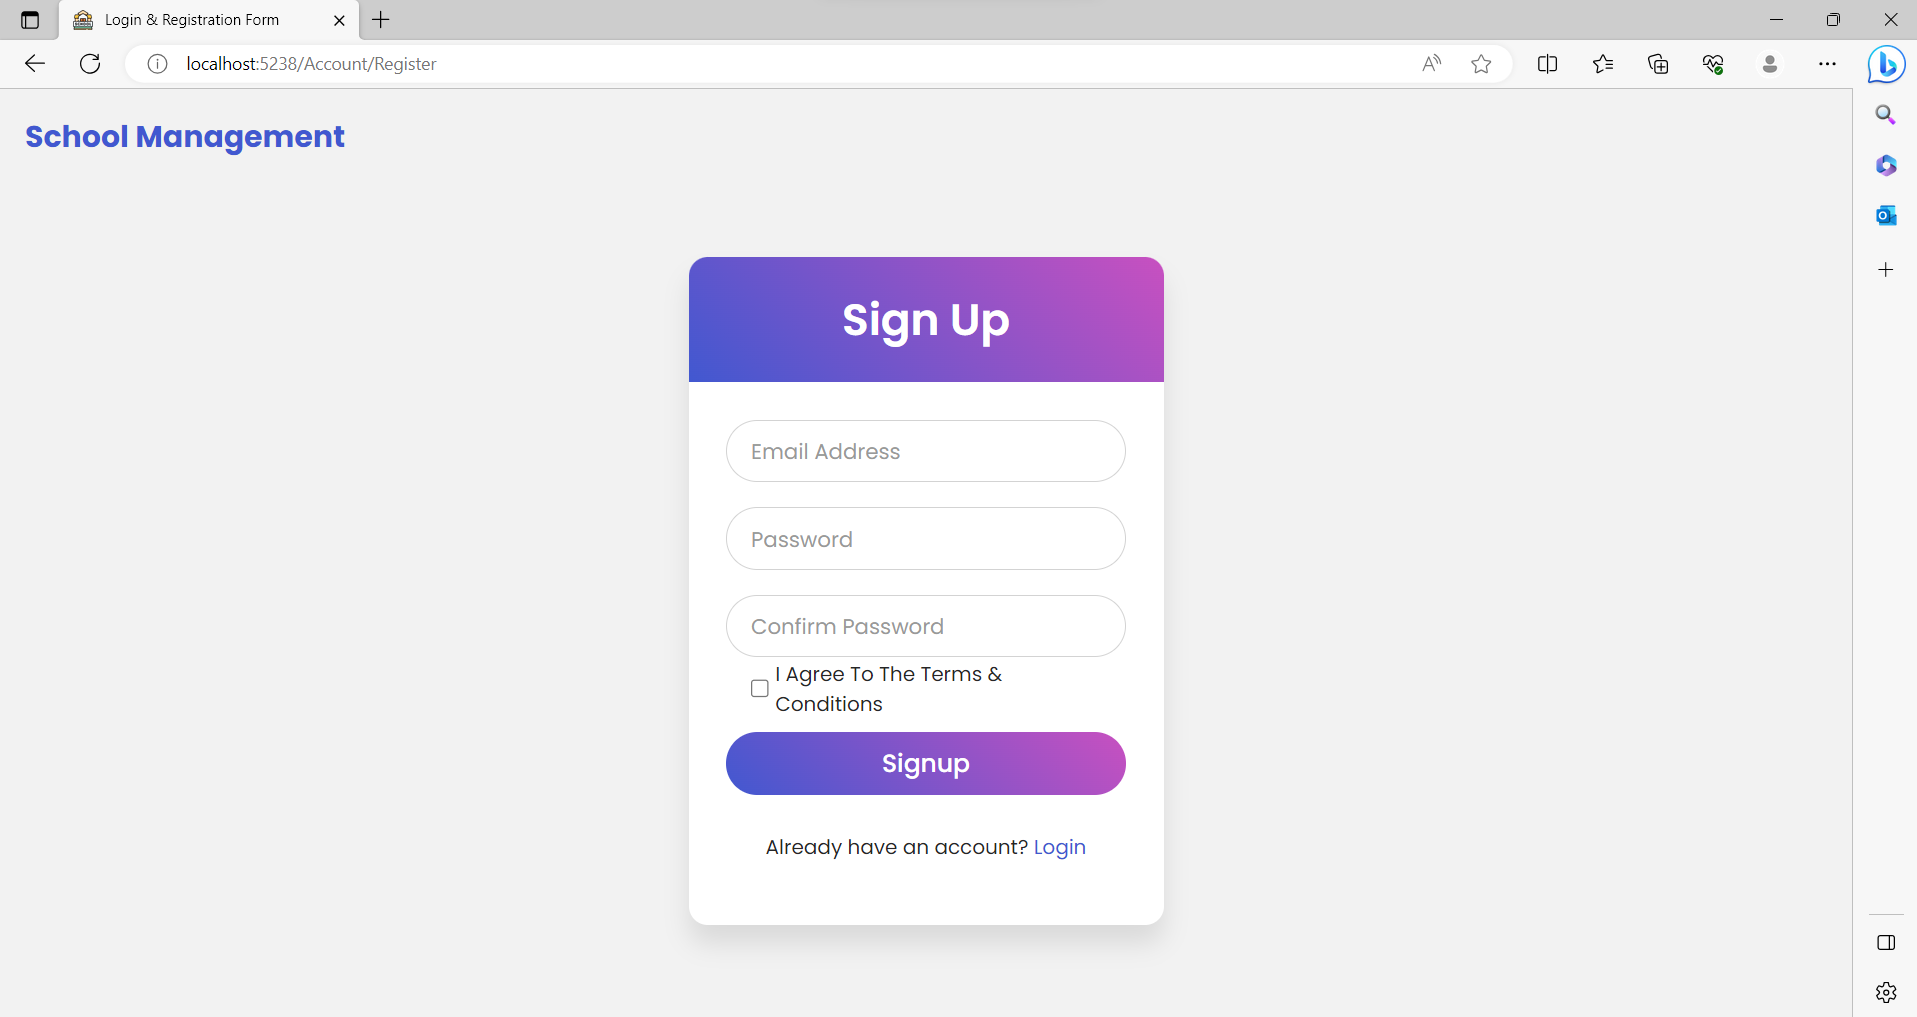 Login & Registration Form
localhost:5238/Account/Register
School Management
Sign Up
Email Address
Password
Confirm Password
I Agree To The Terms &
Conditions
Signup
Already have an account? Login